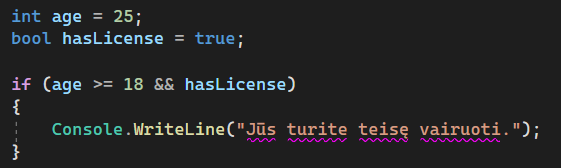 int age = 25;
bool hasLicense = true;
if (age >= 18 && hasLicense)
{
    Console.WriteLine("Jūs turite teisę vairuoti.");
}